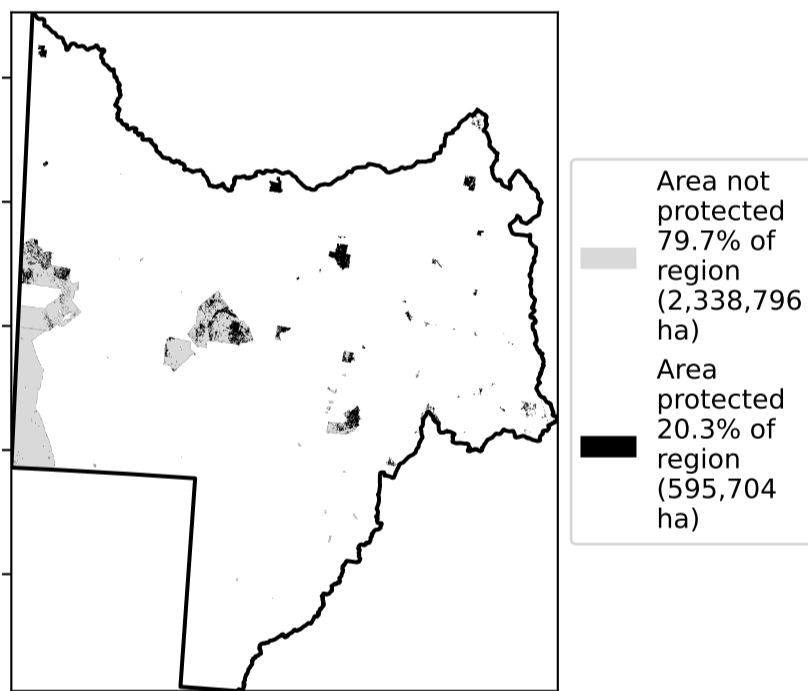 Area not
protected
79.7% of
region
(2,338,796
ha)
Area
protected
20.3% of
region
(595,704
ha)